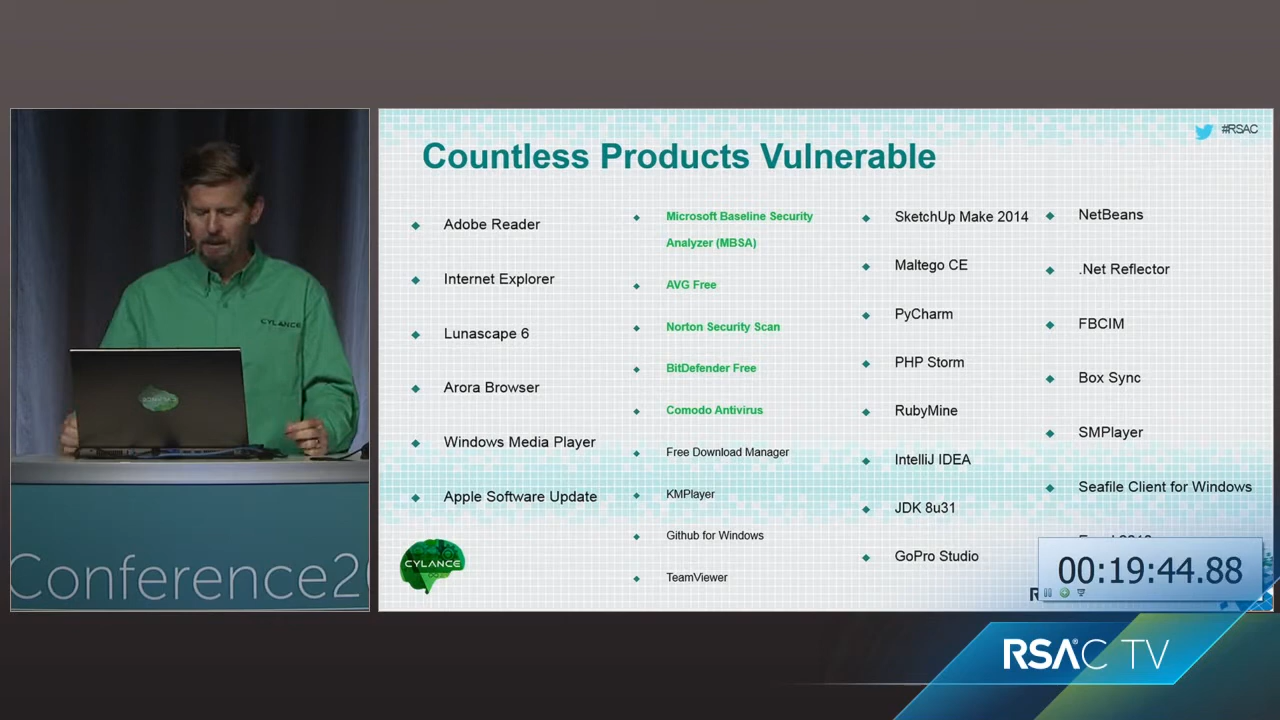 #RSAC
Countless Products Vulnerable
Adobe Reader
Internet Explorer
Lunascape 6
Arora Browser
Windows Media Player
Apple Software Update
Microsoft Baseline Security
Analyzer (MBSA)
AVG Free
Norton Security Scan
BitDefender Free
Comodo Antivirus
Free Download Manager
KMPlayer
Github for Windows
TeamViewer
SketchUp Make 2014
Maltego CE
PyCharm
PHP Storm
RubyMine
IntelliJ IDEA
JDK 8u31
GoPro Studio
NetBeans
.Net Reflector
FBCIM
Box Sync
SMPlayer
Seafile Client for Windows
00:19:44.88
CYLANCE
CYLANCE
CYLANCE
Conference2
RSAC TV